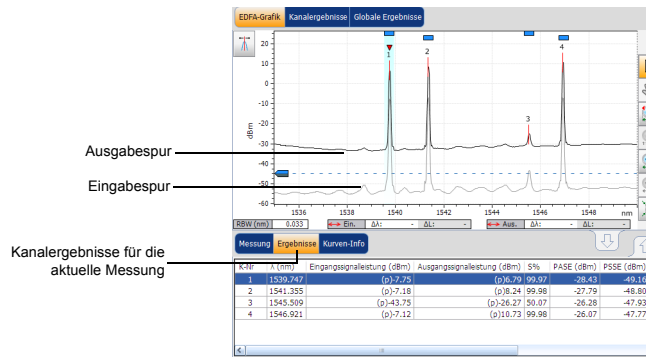 EDFA-Grafik Kanalergebnisse Globale Ergebnisse
20
10
0
-10
-20
-30
-40
-50
-60
dBm
1
2
3
4
1536 1538 1540 1542 1544 1546 1548 nm
RBW (nm) 0.033 Ein. Δλ: - ΔL: - Aus. Δλ: - ΔL: -
Ausgabespur
Eingabespur
Kanalergebnisse für die
aktuelle Messung
Messung Ergebnisse Kurven-Info
K-Nr λ (nm) Eingangssignalleistung (dBm) Ausgangssignalleistung (dBm) S% PASE (dBm) PSSE (dBm)
1 1539.747 (p)-7.75 (p)6.79 99.97 -28.43 -49.16
2 1541.355 (p)-7.18 (p)8.24 99.98 -27.79 -48.80
3 1545.509 (p)-43.75 (p)-26.27 50.07 -26.28 -47.93
4 1546.921 (p)-7.12 (p)10.73 99.98 -26.07 -47.77